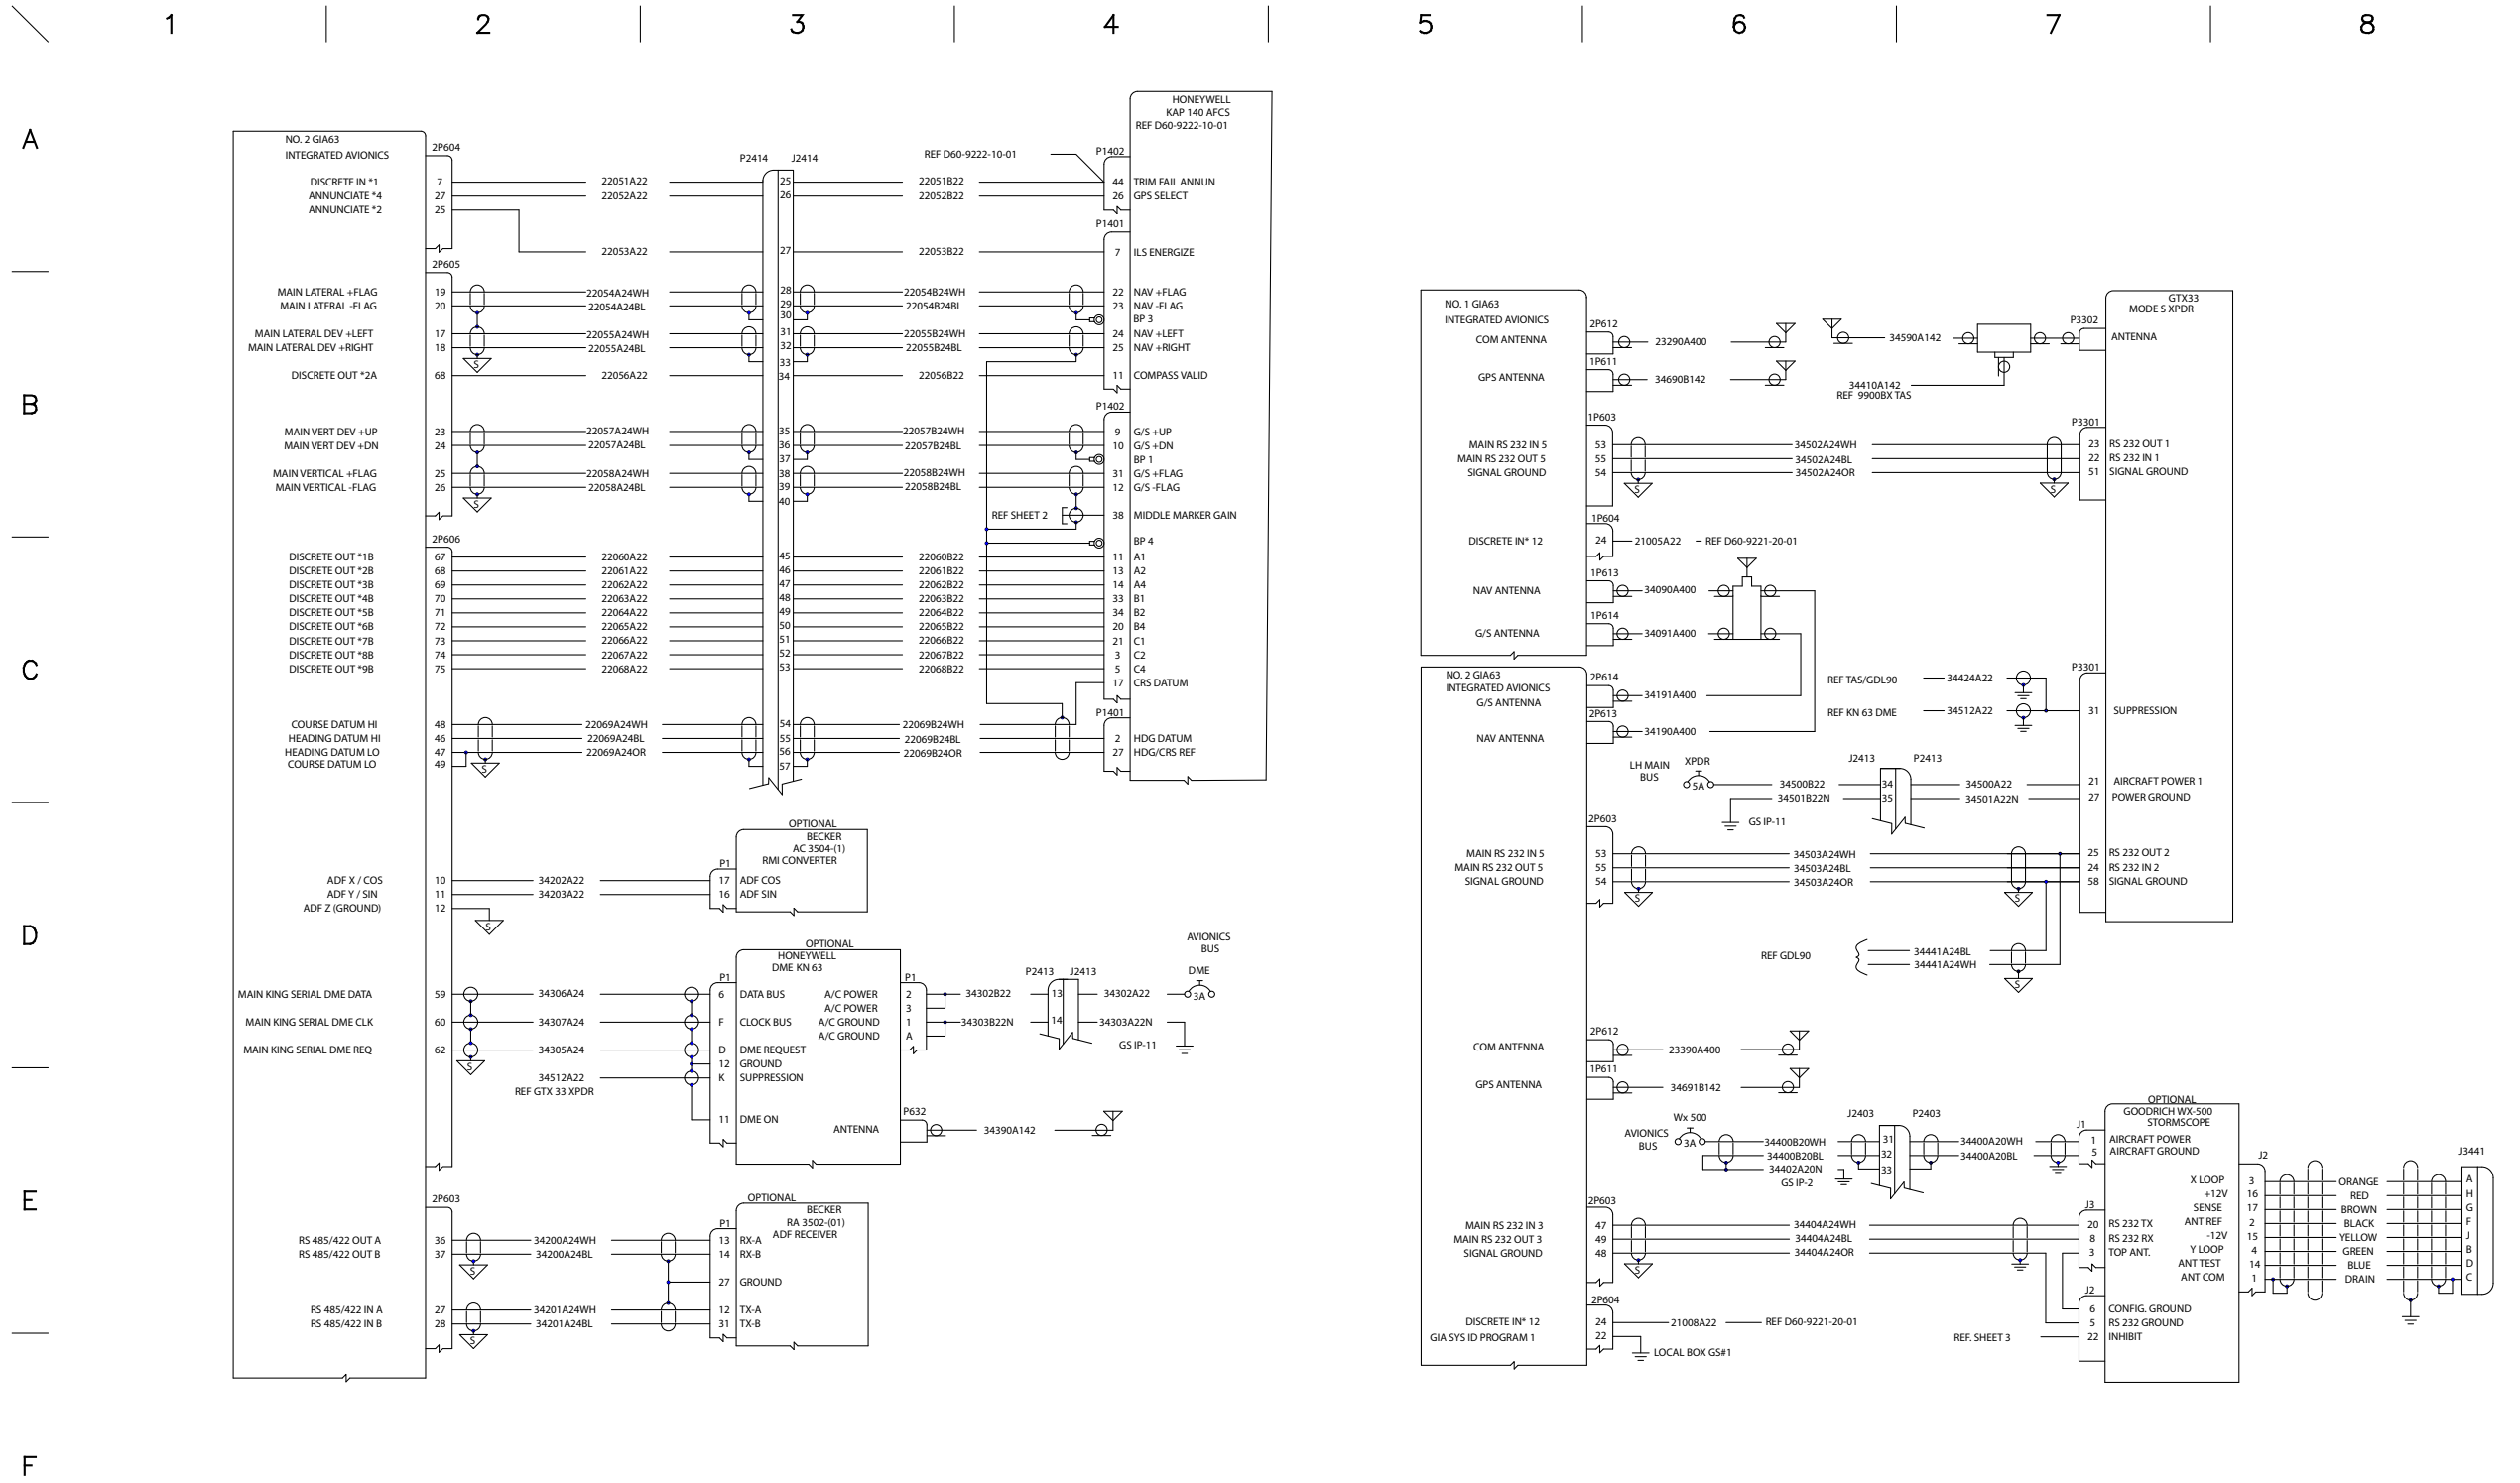 1 2 3 4 5 6 7 8
A
B
C
D
E
F
NO. 2 GIA63
INTEGRATED AVIONICS
2P604
DISCRETE IN *1 7 22051A22
ANNUNCIATE *4 27 22052A22
ANNUNCIATE *2 25
22053A22
2P605
MAIN LATERAL +FLAG 19 22054A24WH
MAIN LATERAL -FLAG 20 22054A24BL
MAIN LATERAL DEV +LEFT 17 22055A24WH
MAIN LATERAL DEV +RIGHT 18 22055A24BL
S
DISCRETE OUT *2A 68 22056A22
MAIN VERT DEV +UP 23 22057A24WH
MAIN VERT DEV +DN 24 22057A24BL
MAIN VERTICAL +FLAG 25 22058A24WH
MAIN VERTICAL -FLAG 26 22058A24BL
S
2P606
DISCRETE OUT *1B 67 22060A22
DISCRETE OUT *2B 68 22061A22
DISCRETE OUT *3B 69 22062A22
DISCRETE OUT *4B 70 22063A22
DISCRETE OUT *5B 71 22064A22
DISCRETE OUT *6B 72 22065A22
DISCRETE OUT *7B 73 22066A22
DISCRETE OUT *8B 74 22067A22
DISCRETE OUT *9B 75 22068A22
COURSE DATUM HI 48 22069A24WH
HEADING DATUM HI 46 22069A24BL
HEADING DATUM LO 47 22069A24OR
COURSE DATUM LO 49
S
P2414 J2414
25 22051B22
26 22052B22
27 22053B22
28 22054B24WH
29 22054B24BL
30
31 22055B24WH
32 22055B24BL
33
34 22056B22
35 22057B24WH
36 22057B24BL
37
38 22058B24WH
39 22058B24BL
40
45 22060B22
46 22061B22
47 22062B22
48 22063B22
49 22064B22
50 22065B22
51 22066B22
52 22067B22
53 22068B22
54 22069B24WH
55 22069B24BL
56 22069B24OR
57
HONEYWELL
KAP 140 AFCS
REF D60-9222-10-01
REF D60-9222-10-01
P1402
44 TRIM FAIL ANNUN
26 GPS SELECT
P1401
7 ILS ENERGIZE
22 NAV +FLAG
23 NAV -FLAG
BP 3
24 NAV +LEFT
25 NAV +RIGHT
11 COMPASS VALID
P1402
9 G/S +UP
10 G/S +DN
BP 1
31 G/S +FLAG
12 G/S -FLAG
REF SHEET 2 38 MIDDLE MARKER GAIN
BP 4
11 A1
13 A2
14 A4
33 B1
34 B2
20 B4
21 C1
3 C2
5 C4
17 CRS DATUM
P1401
2 HDG DATUM
27 HDG/CRS REF
ADF X / COS 10 34202A22
ADF Y / SIN 11 34203A22
ADF Z (GROUND) 12
S
OPTIONAL
BECKER
AC 3504-(1)
RMI CONVERTER
P1
17 ADF COS
16 ADF SIN
MAIN KING SERIAL DME DATA 59 34306A24
MAIN KING SERIAL DME CLK 60 34307A24
MAIN KING SERIAL DME REQ 62 34305A24
S
34512A22
REF GTX 33 XPDR
OPTIONAL
HONEYWELL
DME KN 63
P1
6 DATA BUS
F CLOCK BUS
D DME REQUEST
12 GROUND
K SUPPRESSION
11 DME ON
P1
A/C POWER 2
A/C POWER 3
A/C GROUND 1
A/C GROUND A
34302B22
34303B22N
P2413 J2413
13 34302A22
14 34303A22N
GS IP-11
AVIONICS
BUS
DME
3A
P632
ANTENNA 34390A142
2P603
RS 485/422 OUT A 36 34200A24WH
RS 485/422 OUT B 37 34200A24BL
S
RS 485/422 IN A 27 34201A24WH
RS 485/422 IN B 28 34201A24BL
S
OPTIONAL
BECKER
RA 3502-(01)
ADF RECEIVER
P1
13 RX-A
14 RX-B
27 GROUND
12 TX-A
31 TX-B
NO. 1 GIA63
INTEGRATED AVIONICS
2P612
COM ANTENNA 23290A400
1P611
GPS ANTENNA 34690B142
1P603
MAIN RS 232 IN 5 53 34502A24WH
MAIN RS 232 OUT 5 55 34502A24BL
SIGNAL GROUND 54 34502A24OR
S S
1P604
DISCRETE IN* 12 24 21005A22 REF D60-9221-20-01
1P613
NAV ANTENNA 34090A400
1P614
G/S ANTENNA 34091A400
GTX33
MODE S XPDR
P3302
34590A142 ANTENNA
34410A142
REF 9900BX TAS
P3301
23 RS 232 OUT 1
22 RS 232 IN 1
51 SIGNAL GROUND
NO. 2 GIA63
INTEGRATED AVIONICS
2P614
G/S ANTENNA 34191A400
2P613
NAV ANTENNA 34190A400
P3301
REF TAS/GDL90 34424A22
REF KN 63 DME 34512A22 31 SUPPRESSION
LH MAIN
BUS
XPDR
5A
J2413 P2413
34500B22 34 34500A22 21 AIRCRAFT POWER 1
34501B22N 35 34501A22N 27 POWER GROUND
GS IP-11
2P603
MAIN RS 232 IN 5 53 34503A24WH 25 RS 232 OUT 2
MAIN RS 232 OUT 5 55 34503A24BL 24 RS 232 IN 2
SIGNAL GROUND 54 34503A24OR 58 SIGNAL GROUND
S S
REF GDL90
34441A24BL
34441A24WH
S
2P612
COM ANTENNA 23390A400
1P611
GPS ANTENNA 34691B142
Wx 500
AVIONICS
BUS
3A
J2403 P2403
34400B20WH 31 34400A20WH
34400B20BL 32 34400A20BL
34402A20N 33
GS IP-2
OPTIONAL
GOODRICH WX-500
STORMSCOPE
J1
1 AIRCRAFT POWER
5 AIRCRAFT GROUND
2P603
MAIN RS 232 IN 3 47 34404A24WH
MAIN RS 232 OUT 3 49 34404A24BL
SIGNAL GROUND 48 34404A24OR
S
J3
20 RS 232 TX
8 RS 232 RX
3 TOP ANT.
J2
6 CONFIG. GROUND
5 RS 232 GROUND
REF. SHEET 3 22 INHIBIT
2P604
DISCRETE IN* 12 24 21008A22 REF D60-9221-20-01
GIA SYS ID PROGRAM 1 22
LOCAL BOX GS#1
J2 J3441
X LOOP 3 ORANGE A
+12V 16 RED H
SENSE 17 BROWN G
ANT REF 2 BLACK F
-12V 15 YELLOW J
Y LOOP 4 GREEN B
ANT TEST 14 BLUE D
ANT COM 1 DRAIN C